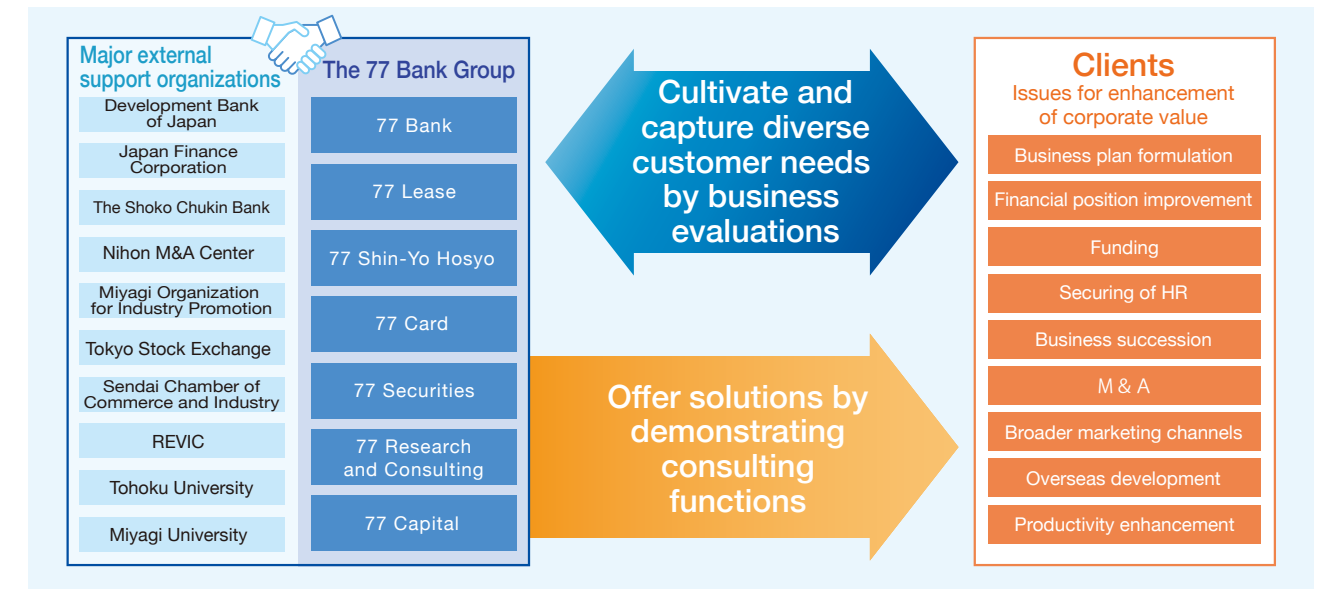 Major external
support organizations
Development Bank
of Japan
Japan Finance
Corporation
The Shoko Chukin Bank
Nihon M&A Center
Miyagi Organization
for Industry Promotion
Tokyo Stock Exchange
Sendai Chamber of
Commerce and Industry
REVIC
Tohoku University
Miyagi University
The 77 Bank Group
77 Bank
77 Lease
77 Shin-Yo Hosyo
77 Card
77 Securities
77 Research
and Consulting
77 Capital
Cultivate and
capture diverse
customer needs
by business
evaluations
Offer solutions by
demonstrating
consulting
functions
Clients
Issues for enhancement
of corporate value
Business plan formulation
Financial position improvement
Funding
Securing of HR
Business succession
M & A
Broader marketing channels
Overseas development
Productivity enhancement